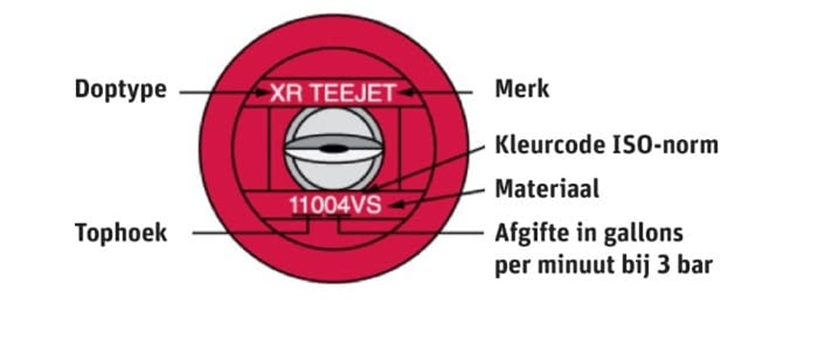 Doptype
XR TEEJET
Merk
Kleurcode ISO-norm
Materiaal
11004VS
Tophoek
Afgifte in gallons
per minuut bij 3 bar